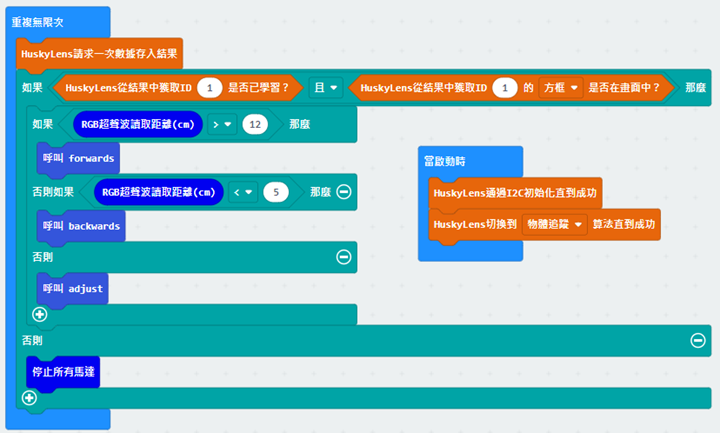 重複無限次
HuskyLens請求一次數據存入結果
如果 HuskyLens從結果中獲取ID 1 是否已學習？ 且 HuskyLens從結果中獲取ID 1 的 方框 是否在畫面中？ 那麼
如果 RGB超聲波讀取距離(cm) > 12 那麼
呼叫 forwards
否則如果 RGB超聲波讀取距離(cm) < 5 那麼
呼叫 backwards
否則
呼叫 adjust
否則
停止所有馬達
當啟動時
HuskyLens通過I2C初始化直到成功
HuskyLens切換到 物體追蹤 算法直到成功